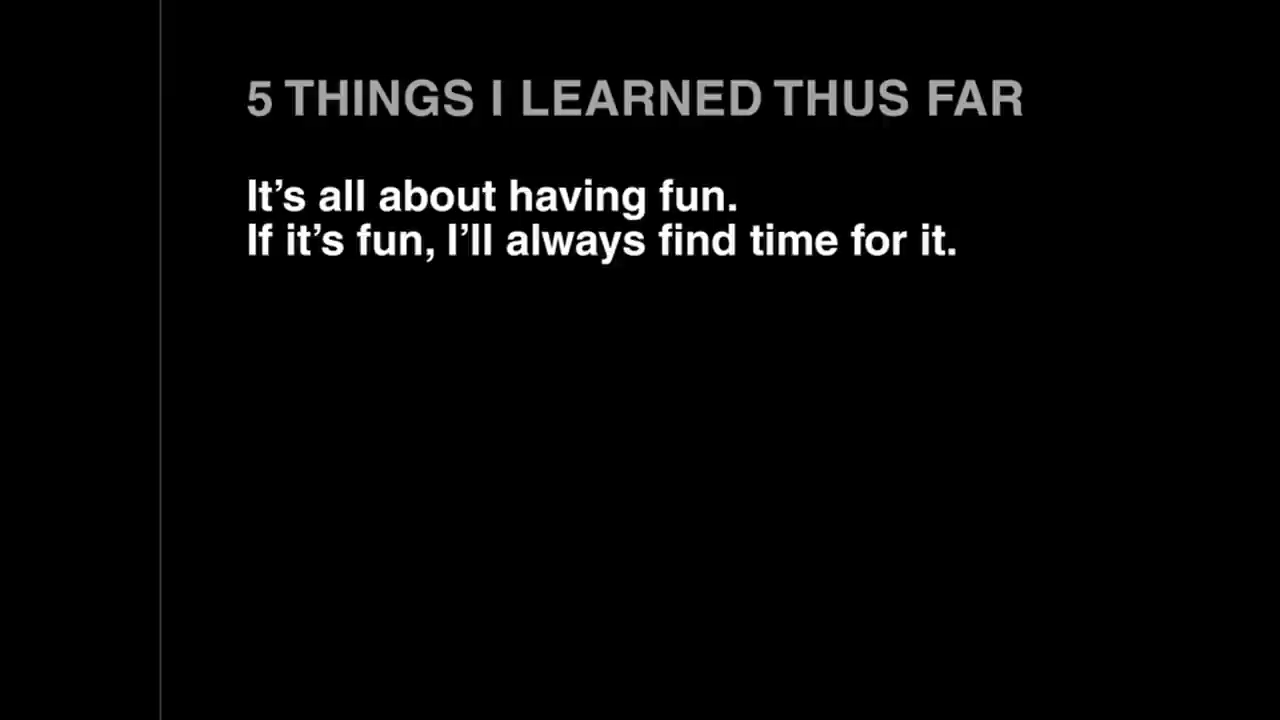 5 THINGS I LEARNED THUS FAR
It’s all about having fun.
If it’s fun, I’ll always find time for it.